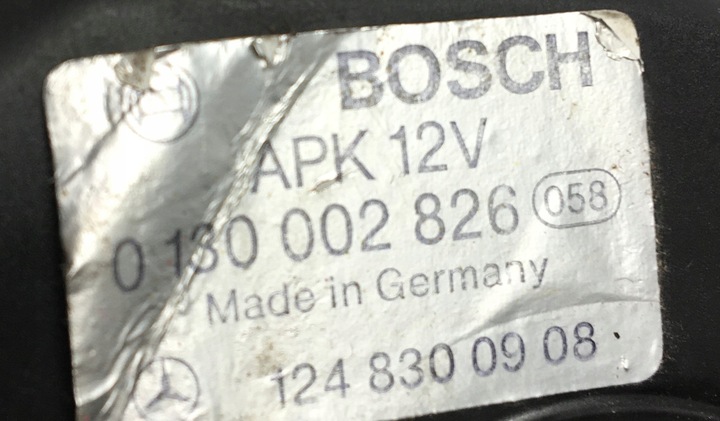 BOSCH
APK 12V
0 130 002 826 058
Made in Germany
124 830 09 08